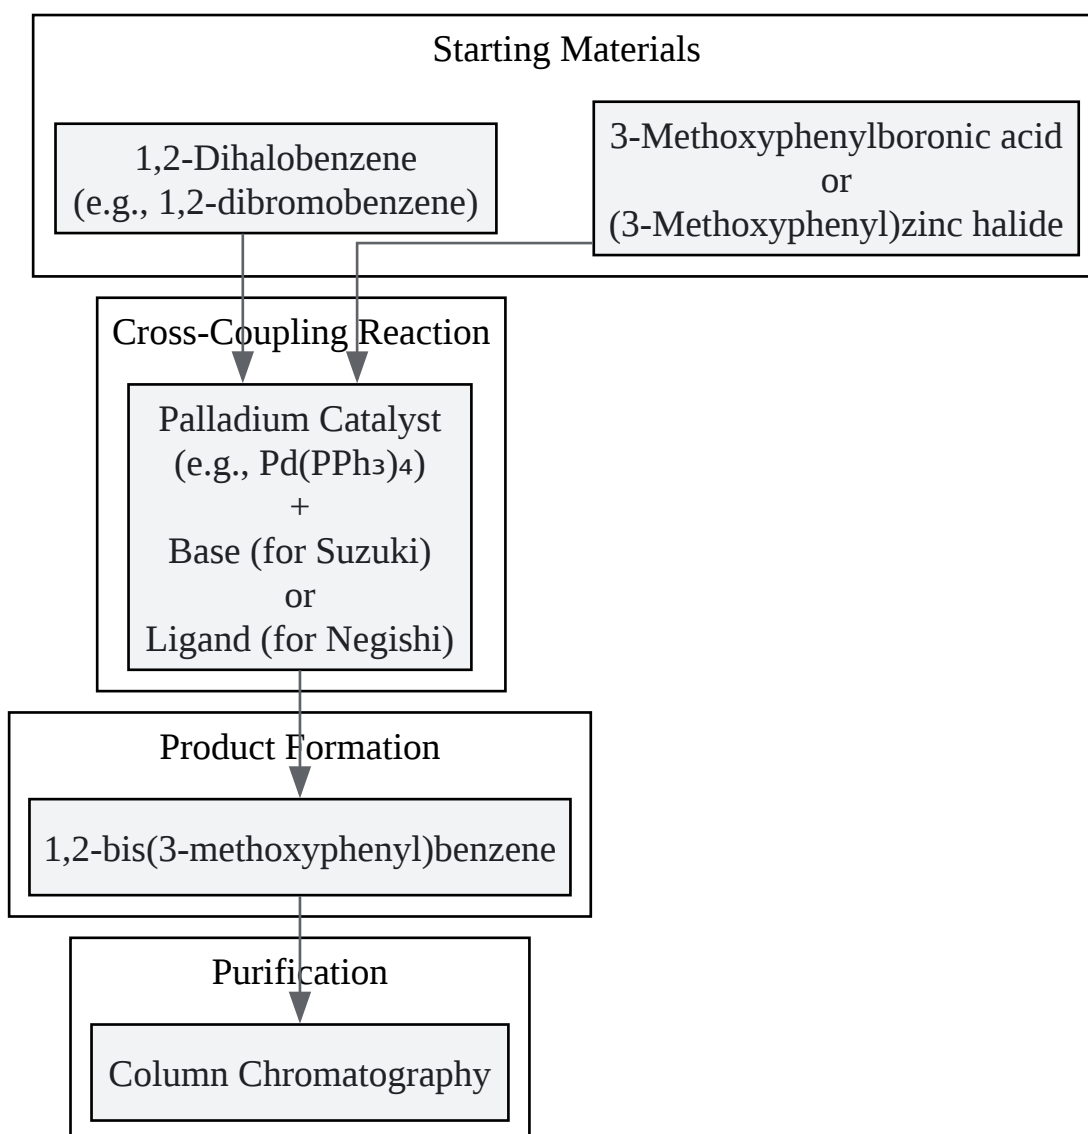 Starting Materials
1,2-Dihalobenzene
(e.g., 1,2-dibromobenzene)
3-Methoxyphenylboronic acid
or
(3-Methoxyphenyl)zinc halide
Cross-Coupling Reaction
Palladium Catalyst
(e.g., Pd(PPh₃)₄)
+
Base (for Suzuki)
or
Ligand (for Negishi)
Product Formation
1,2-bis(3-methoxyphenyl)benzene
Purification
Column Chromatography